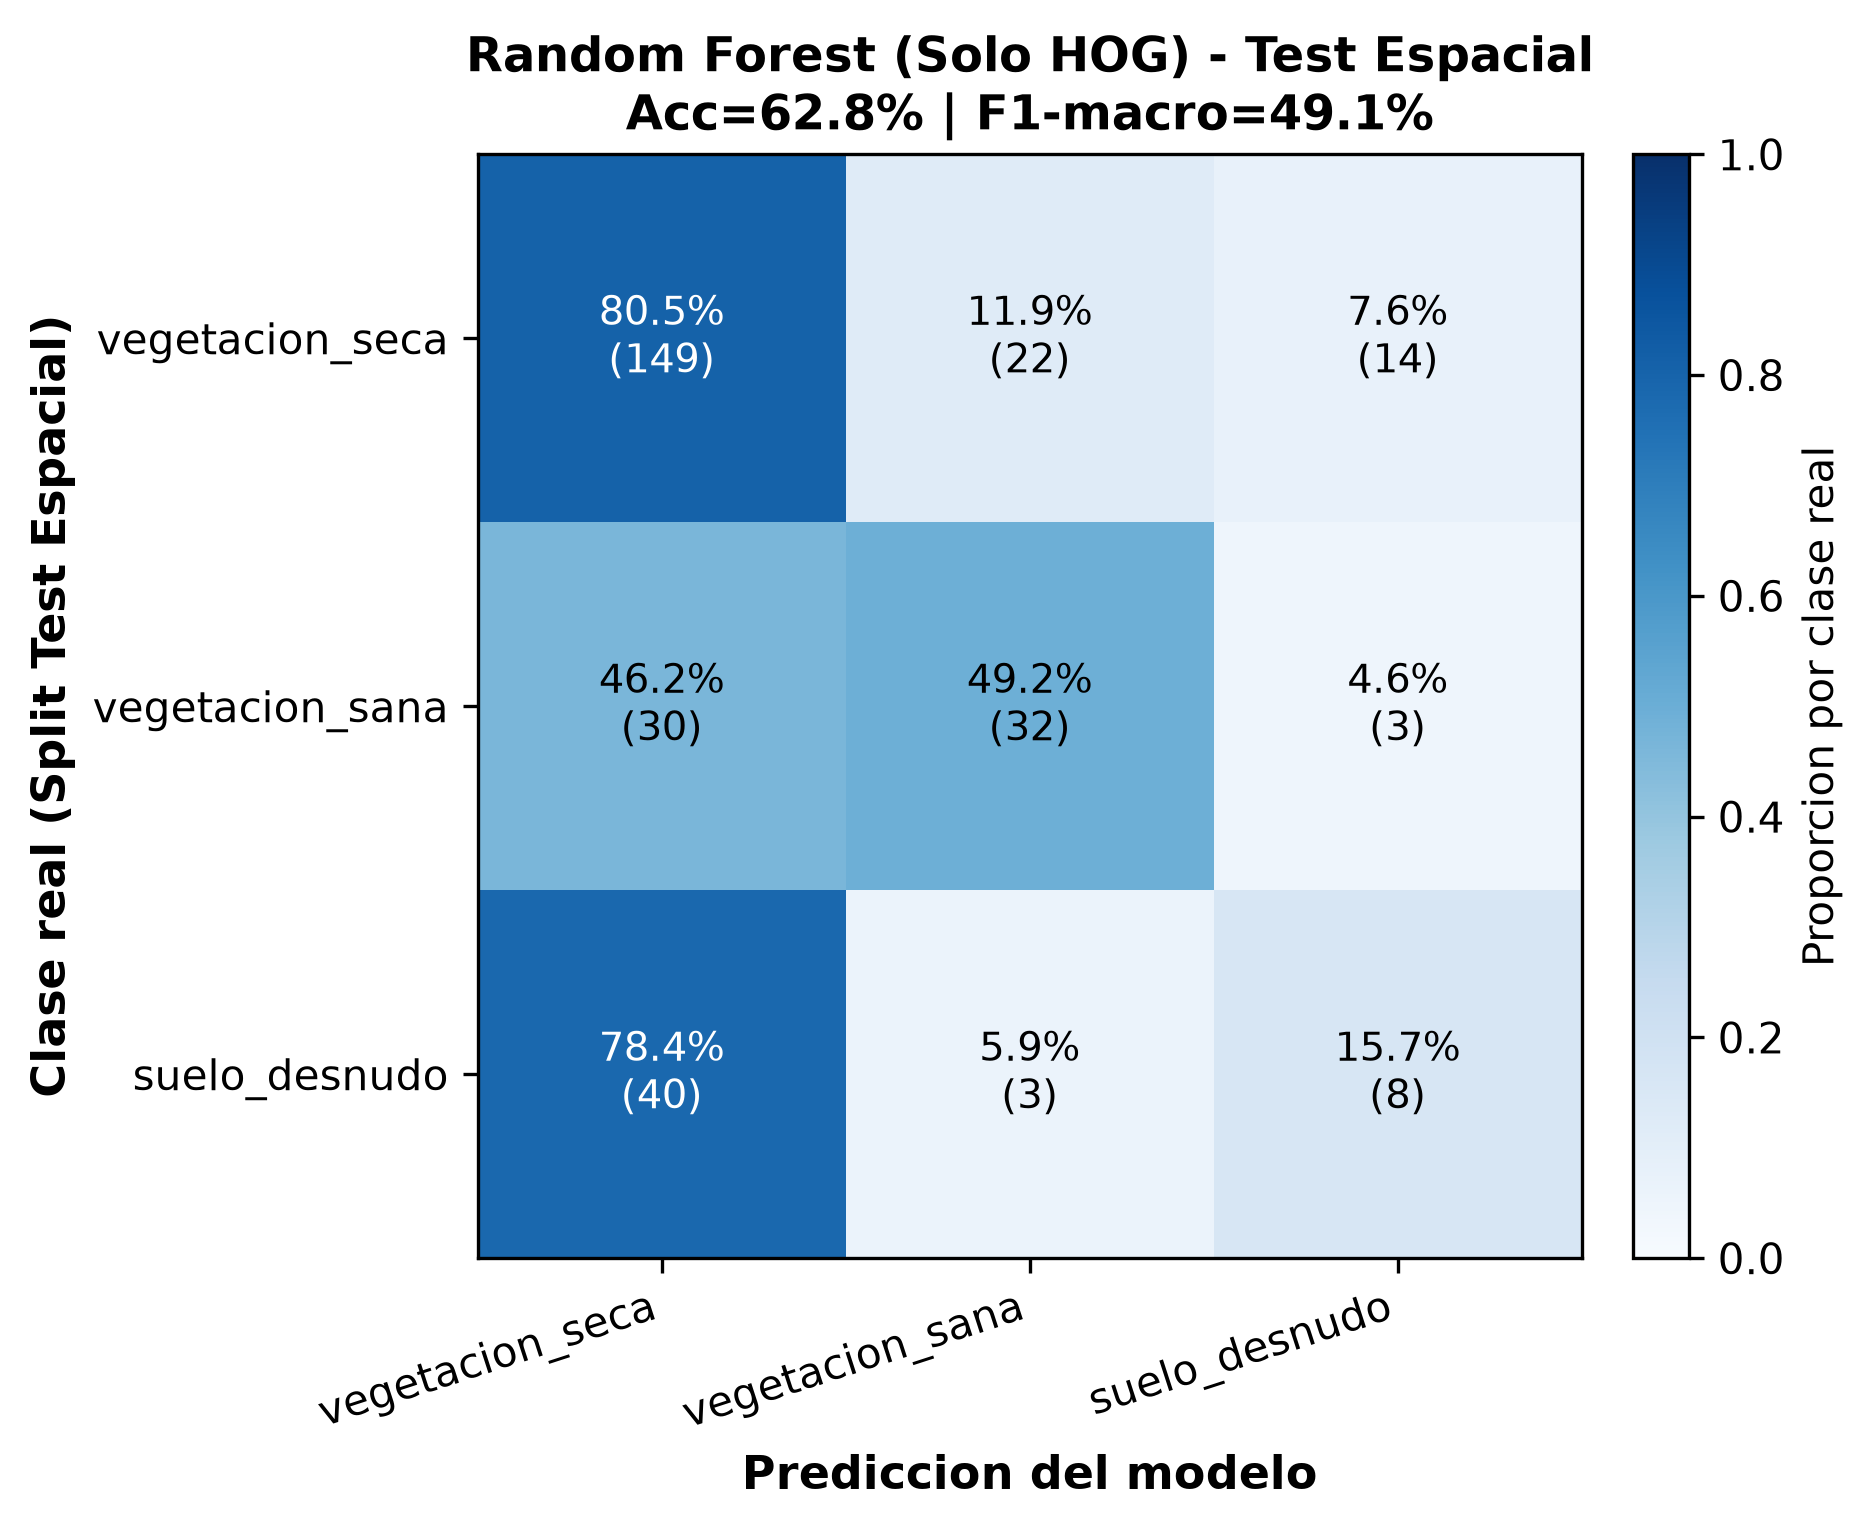 Random Forest (Solo HOG) - Test Espacial
Acc=62.8% | F1-macro=49.1%
Clase real (Split Test Espacial)
vegetacion_seca
80.5%
(149)
11.9%
(22)
7.6%
(14)
vegetacion_sana
46.2%
(30)
49.2%
(32)
4.6%
(3)
suelo_desnudo
78.4%
(40)
5.9%
(3)
15.7%
(8)
vegetacion_seca
vegetacion_sana
suelo_desnudo
Prediccion del modelo
1.0
0.8
0.6
0.4
0.2
0.0
Proporcion por clase real